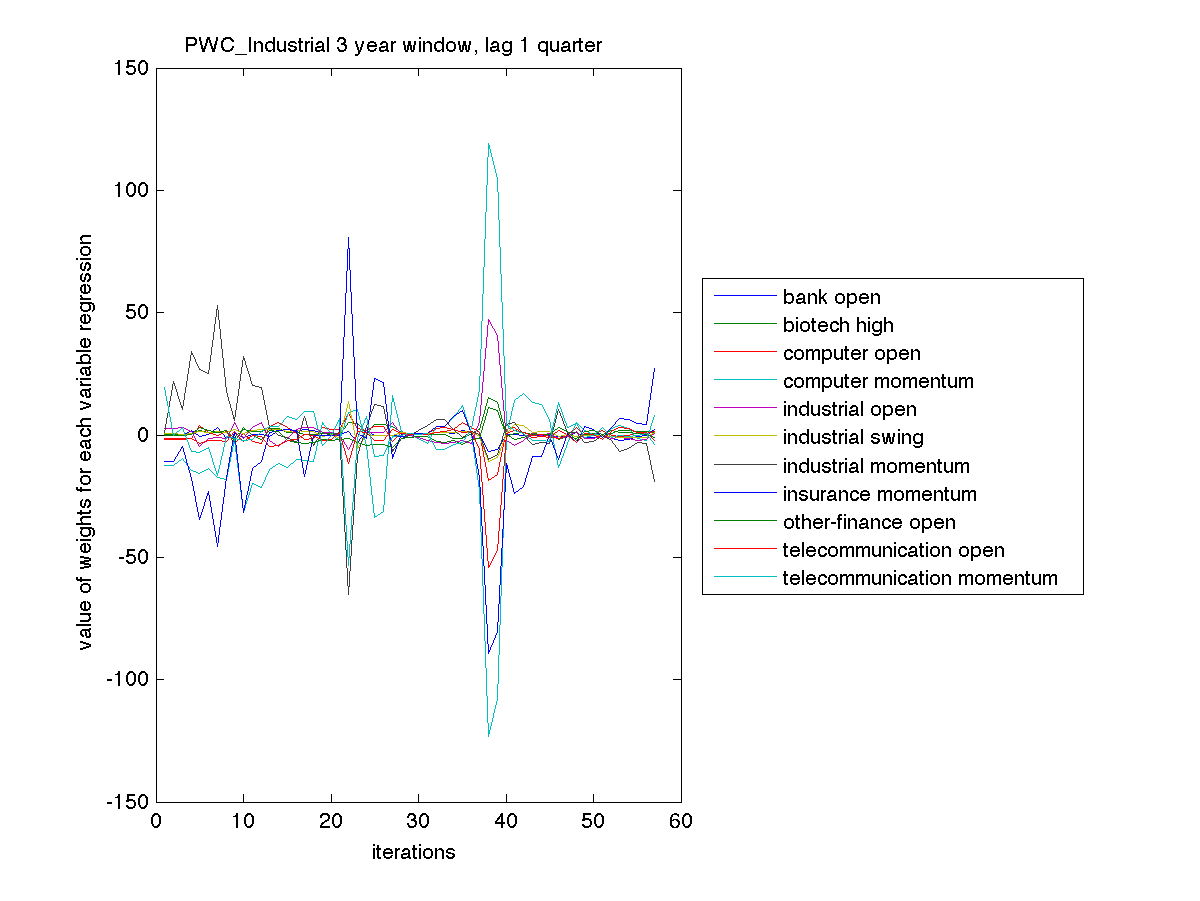 PWC_Industrial 3 year window, lag 1 quarter
150
100
50
0
-50
-100
-150
value of weights for each variable regression
0 10 20 30 40 50 60
iterations
bank open
biotech high
computer open
computer momentum
industrial open
industrial swing
industrial momentum
insurance momentum
other-finance open
telecommunication open
telecommunication momentum